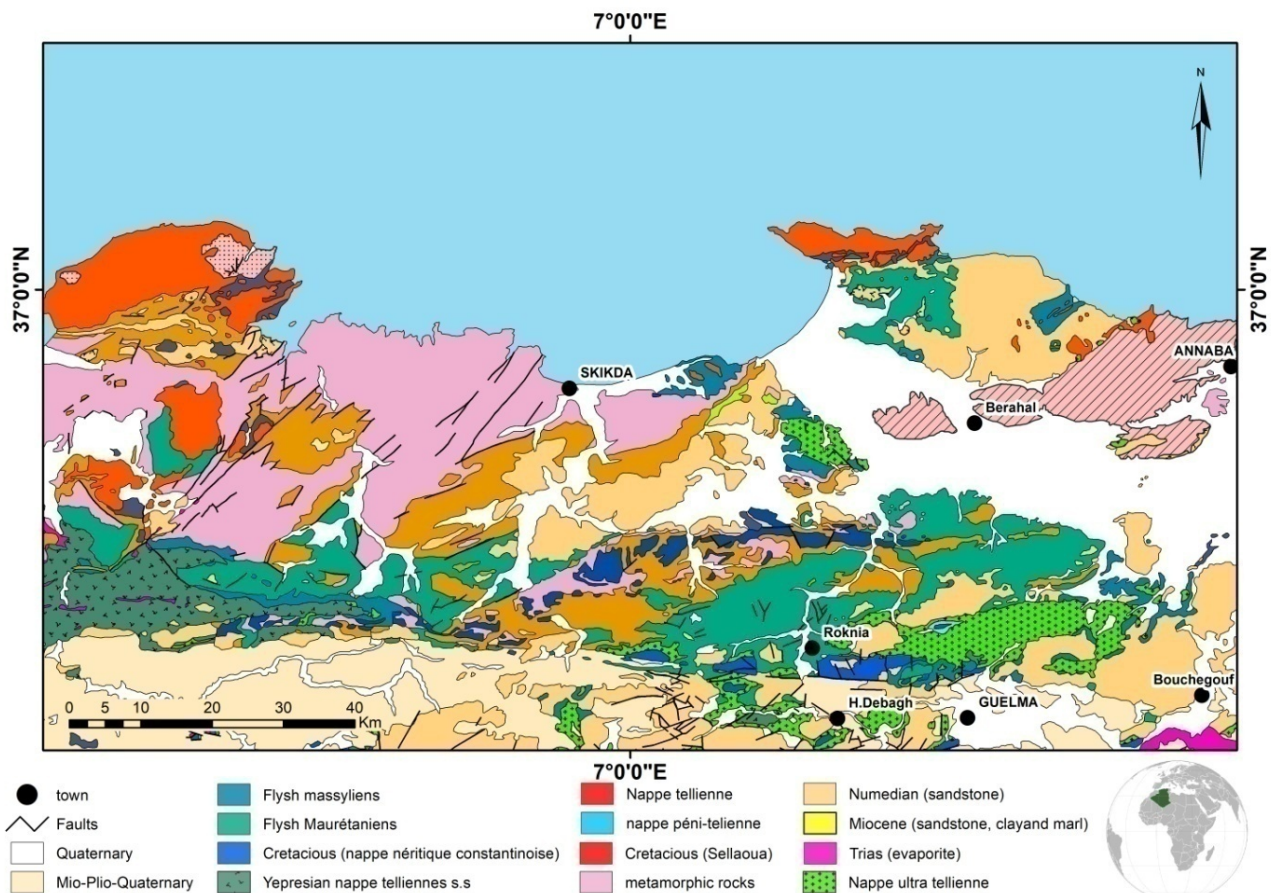 7°0'0"E
N
37°0'0"N
37°0'0"N
ANNABA
SKIKDA
Berahal
Roknia
Bouchegouf
H.Debagh
GUELMA
0 5 10 20 30 40
Km
7°0'0"E
town
Faults
Quaternary
Mio-Plio-Quaternary
Flysh massyliens
Flysh Maurétaniens
Cretacious (nappe néritique constantinoise)
Yepresian nappe telliennes s.s
Nappe tellienne
nappe péni-telienne
Cretacious (Sellaoua)
metamorphic rocks
Numedian (sandstone)
Miocene (sandstone, clayand marl)
Trias (evaporite)
Nappe ultra tellienne